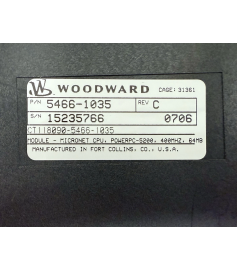 WOODWARD CAGE: 31361
P/N 5466-1035 REV C
S/N 15235766 0706
CT118090-5466-1035
MODULE - MICRONET CPU, POWERPC-5200, 400MHZ, 64MB
MANUFACTURED IN FORT COLLINS, CO., U.S.A.